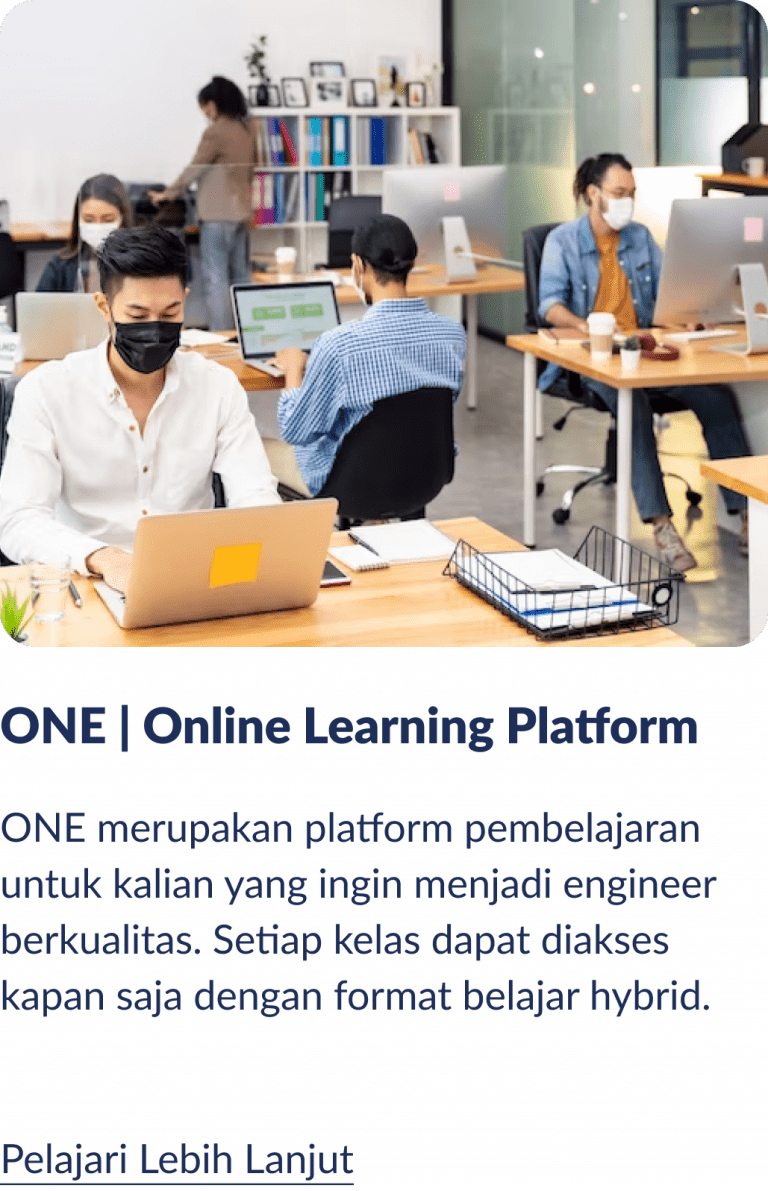 ONE | Online Learning Platform
ONE merupakan platform pembelajaran
untuk kalian yang ingin menjadi engineer
berkualitas. Setiap kelas dapat diakses
kapan saja dengan format belajar hybrid.
Pelajari Lebih Lanjut